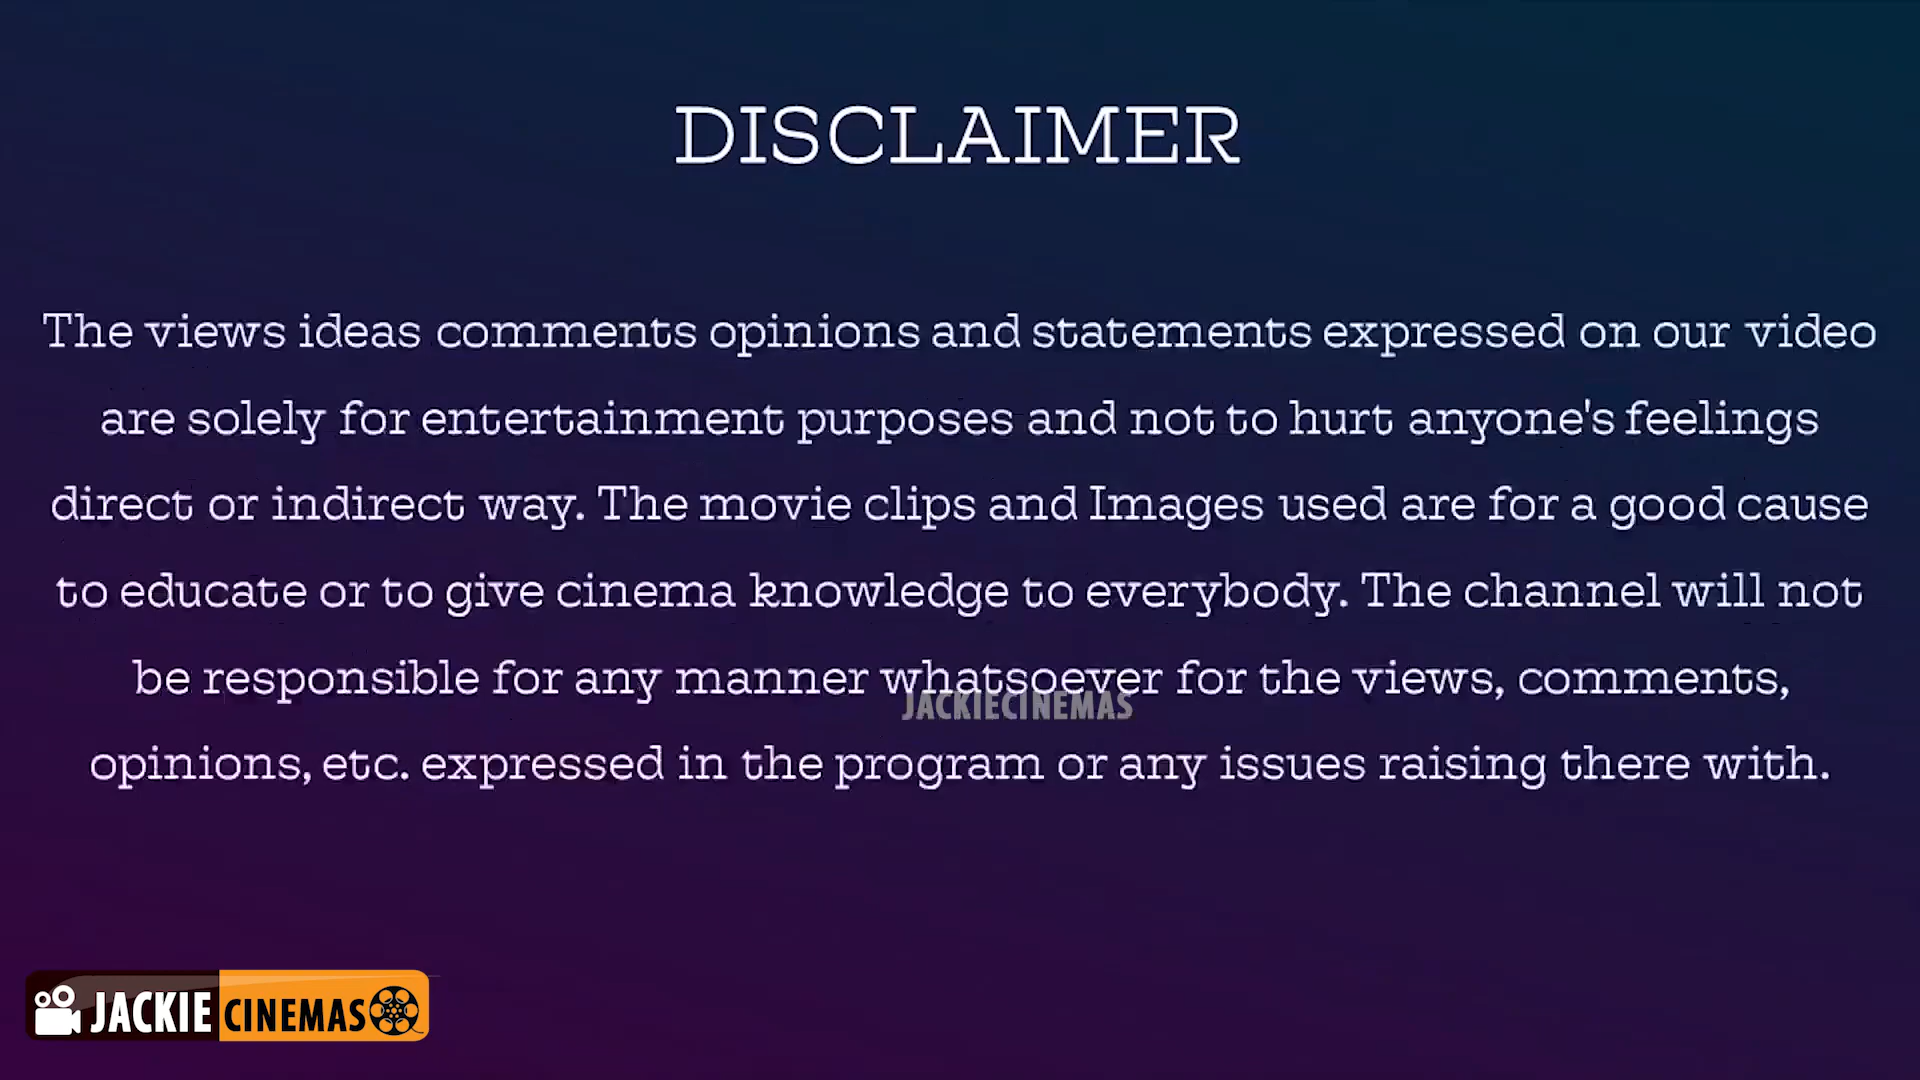 DISCLAIMER
The views ideas comments opinions and statements expressed on our video
are solely for entertainment purposes and not to hurt anyone's feelings
direct or indirect way. The movie clips and Images used are for a good cause
to educate or to give cinema knowledge to everybody. The channel will not
be responsible for any manner whatsoever for the views, comments,
JACKIECINEMAS
opinions, etc. expressed in the program or any issues raising there with.
JACKIE CINEMAS